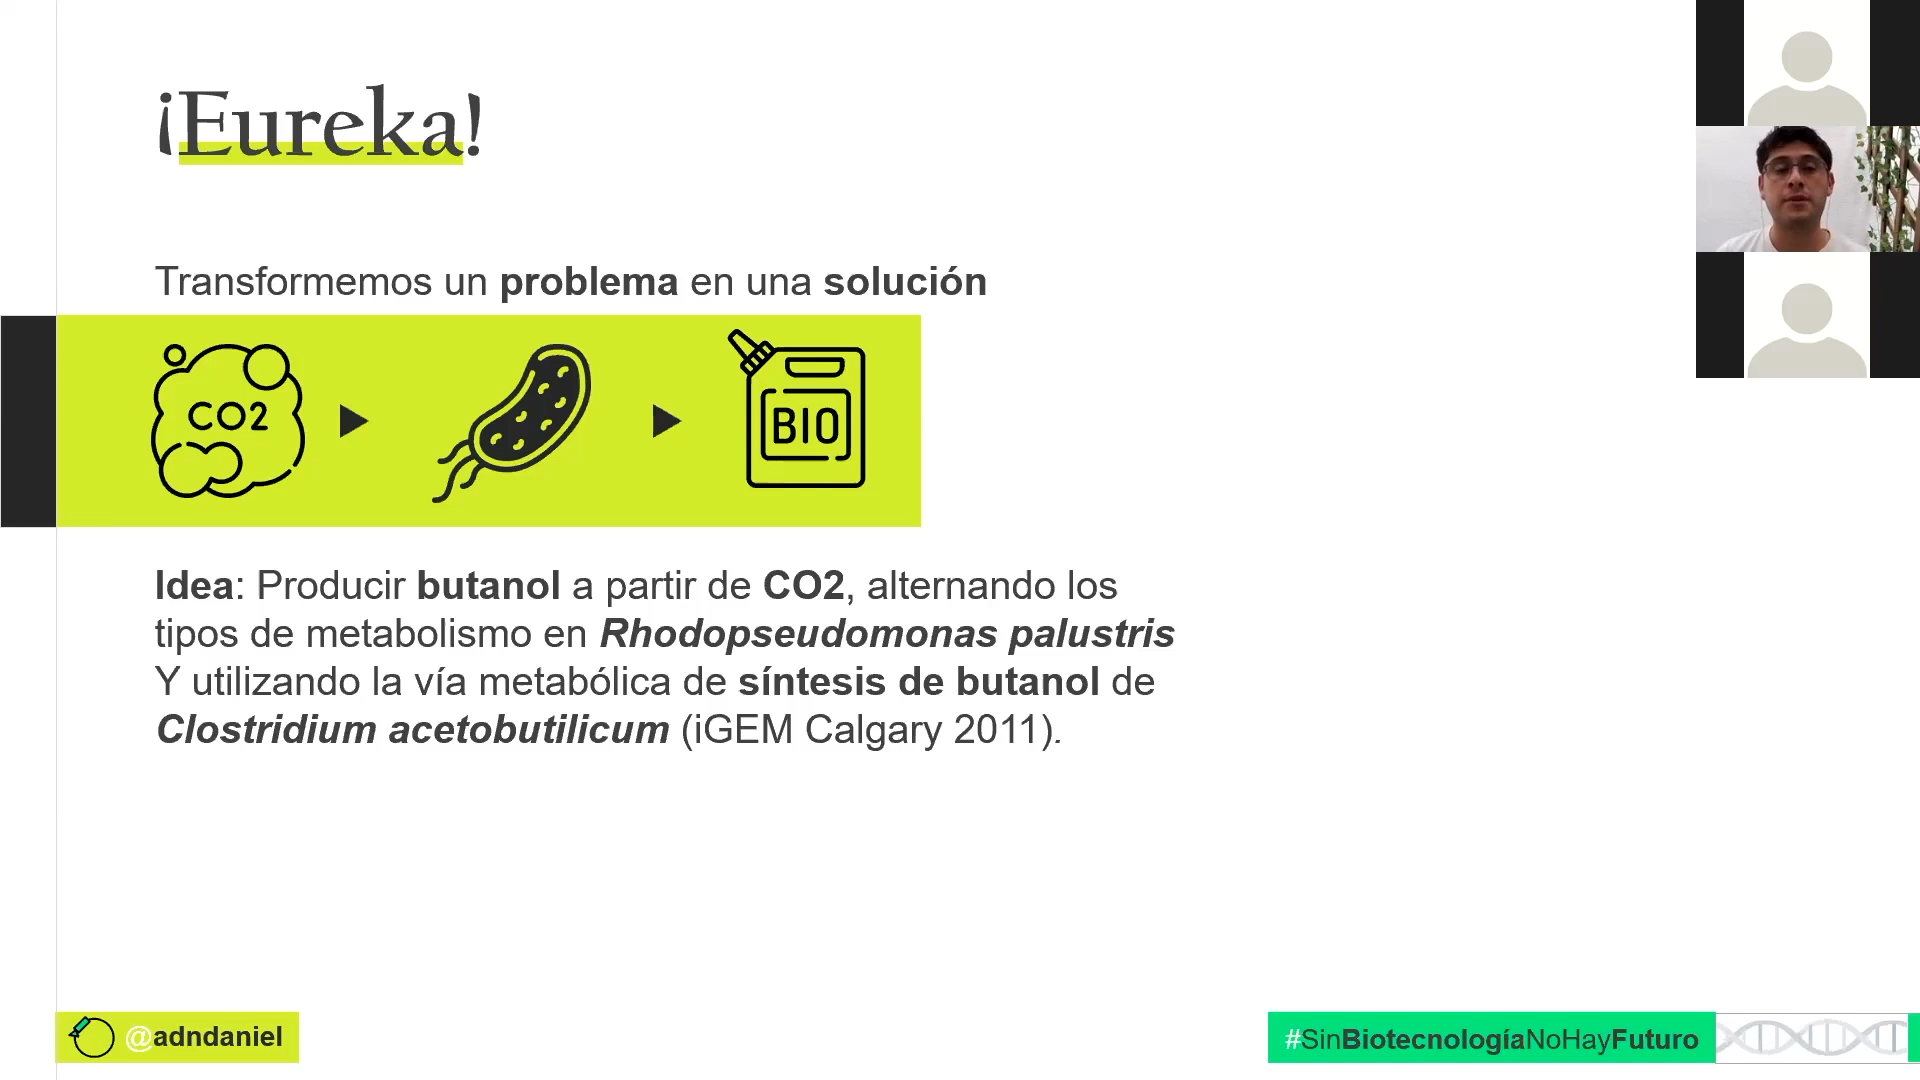 ¡Eureka!
Transformemos un problema en una solución
CO2
BIO
Idea: Producir butanol a partir de CO2, alternando los
tipos de metabolismo en Rhodopseudomonas palustris
Y utilizando la vía metabólica de síntesis de butanol de
Clostridium acetobutilicum (iGEM Calgary 2011).
@adndaniel
#SinBiotecnologíaNoHayFuturo